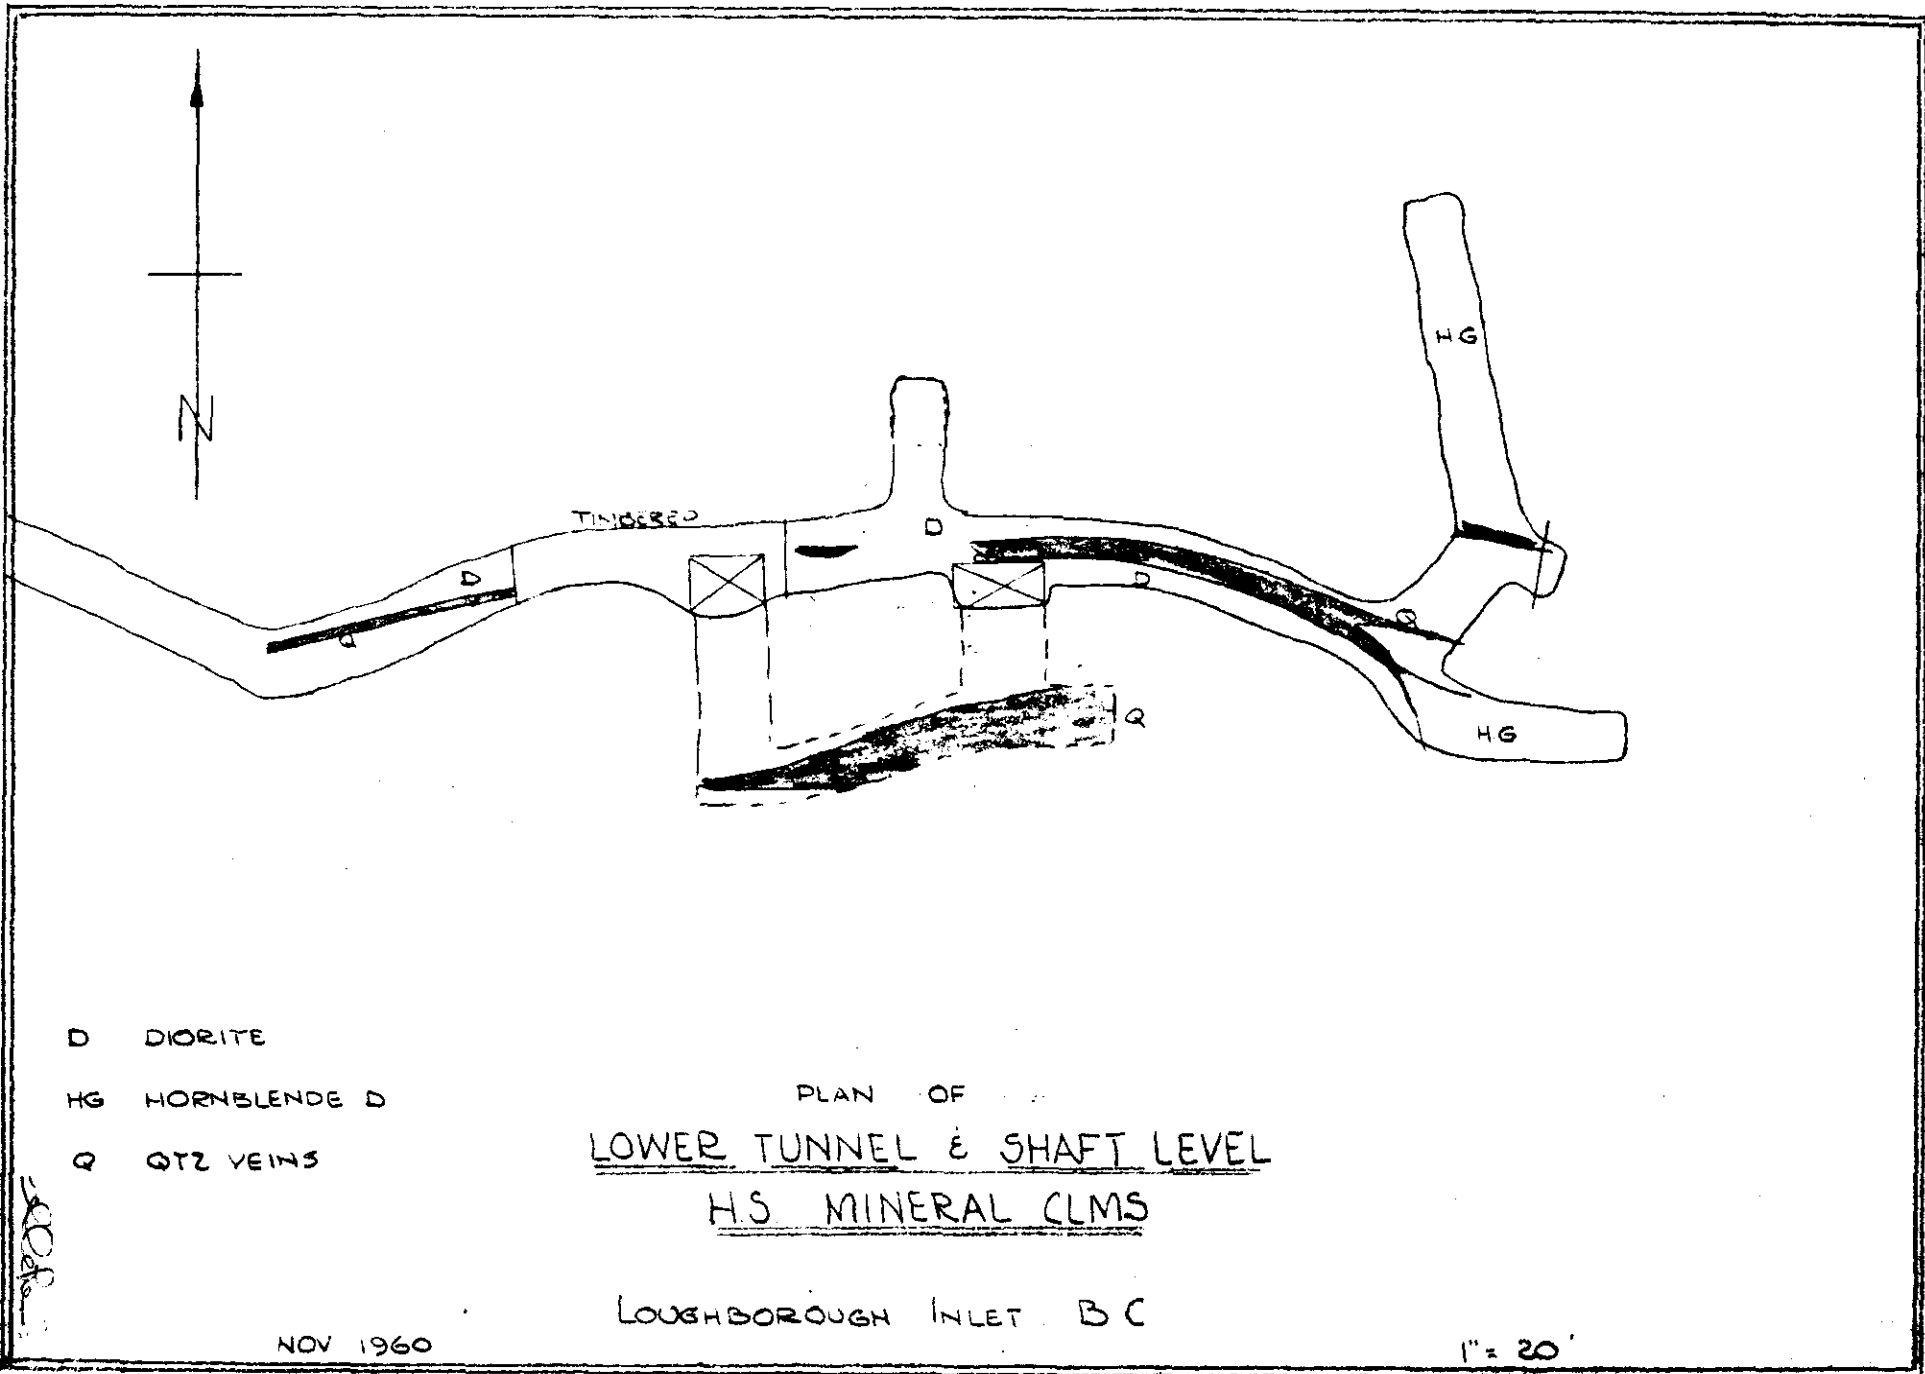 N
HG
TIMBERED
D
D
D
Q
Q
Q
HG
D DIORITE
HG HORNBLENDE D
Q QTZ VEINS
PLAN OF
LOWER TUNNEL & SHAFT LEVEL
H.S. MINERAL CLMS
LOUGHBOROUGH INLET B C
NOV 1960
1" = 20'